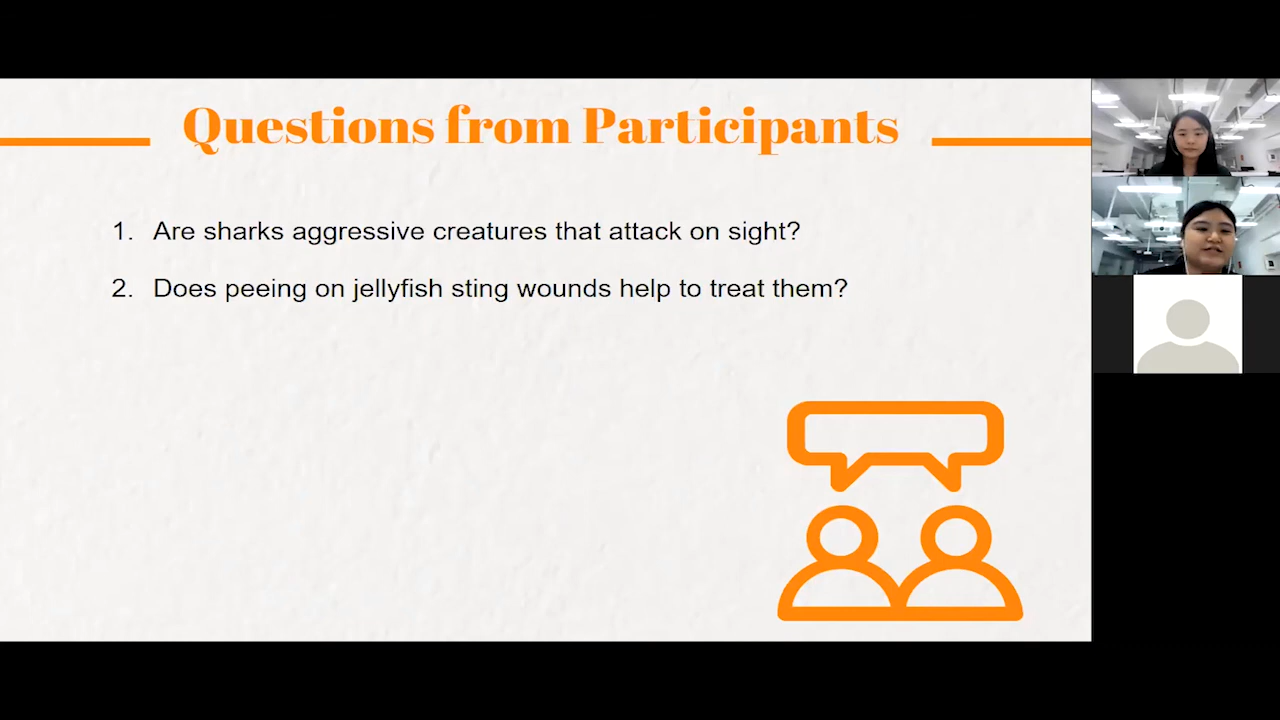 Questions from Participants
1. Are sharks aggressive creatures that attack on sight?
2. Does peeing on jellyfish sting wounds help to treat them?